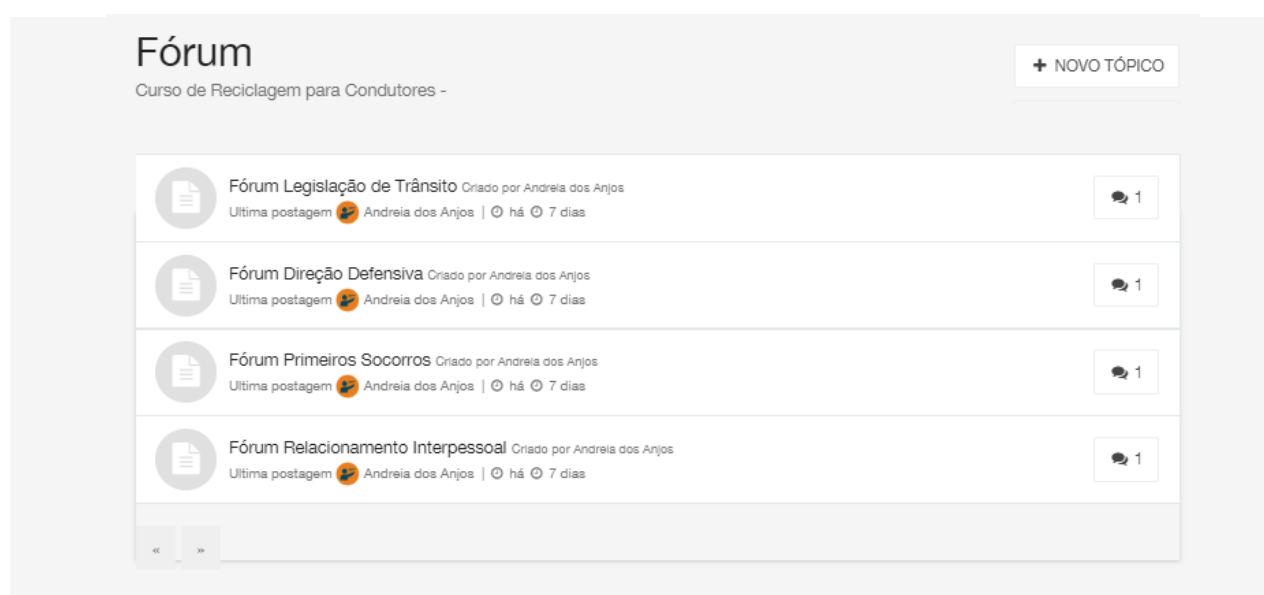 Fórum
+ NOVO TÓPICO
Curso de Reciclagem para Condutores -
Fórum Legislação de Trânsito Criado por Andreia dos Anjos
Ultima postagem Andreia dos Anjos | há 7 dias
1
Fórum Direção Defensiva Criado por Andreia dos Anjos
Ultima postagem Andreia dos Anjos | há 7 dias
1
Fórum Primeiros Socorros Criado por Andreia dos Anjos
Ultima postagem Andreia dos Anjos | há 7 dias
1
Fórum Relacionamento Interpessoal Criado por Andreia dos Anjos
Ultima postagem Andreia dos Anjos | há 7 dias
1
« »